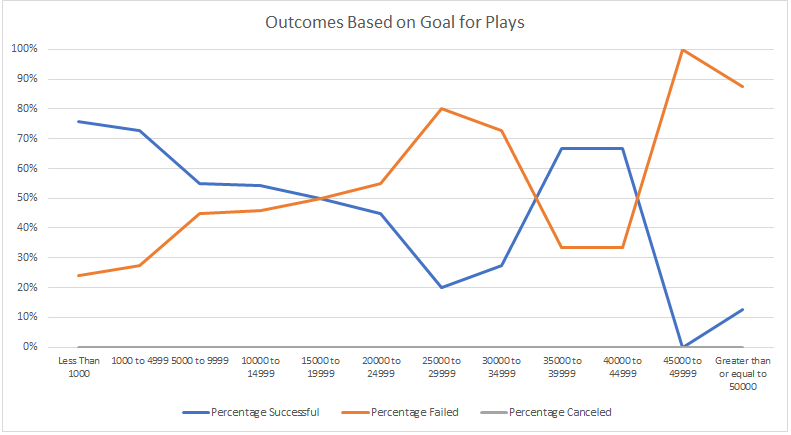 Outcomes Based on Goal for Plays
100%
90%
80%
70%
60%
50%
40%
30%
20%
10%
0%
Less Than
1000
1000 to 4999
5000 to 9999
10000 to
14999
15000 to
19999
20000 to
24999
25000 to
29999
30000 to
34999
35000 to
39999
40000 to
44999
45000 to
49999
Greater than
or equal to
50000
Percentage Successful
Percentage Failed
Percentage Canceled